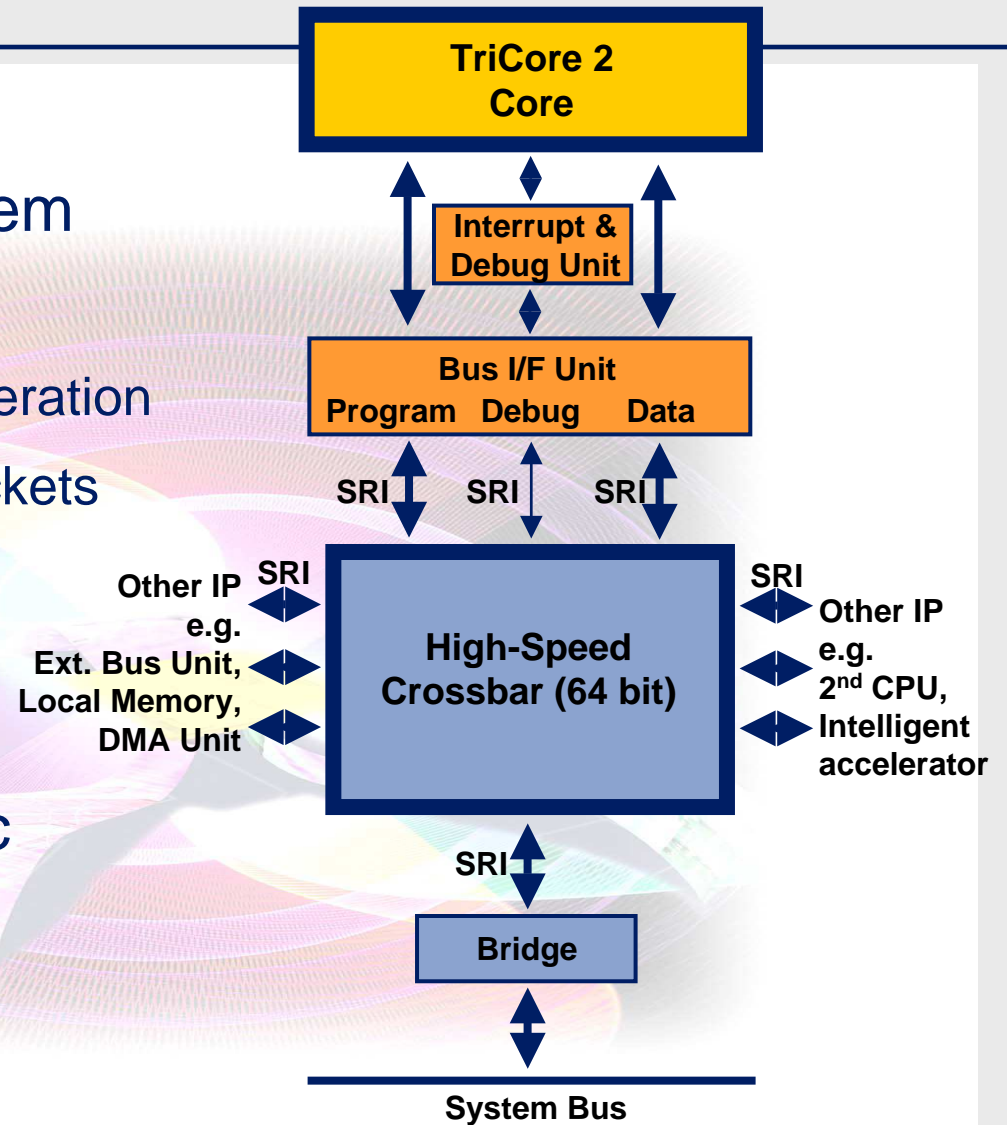 TriCore 2
Core
em
Interrupt &
Debug Unit
eration
Bus I/F Unit
Program Debug Data
ckets
SRI SRI SRI
SRI
Other IP
e.g.
Ext. Bus Unit,
Local Memory,
DMA Unit
High-Speed
Crossbar (64 bit)
SRI
Other IP
e.g.
2nd CPU,
Intelligent
accelerator
c
SRI
Bridge
System Bus